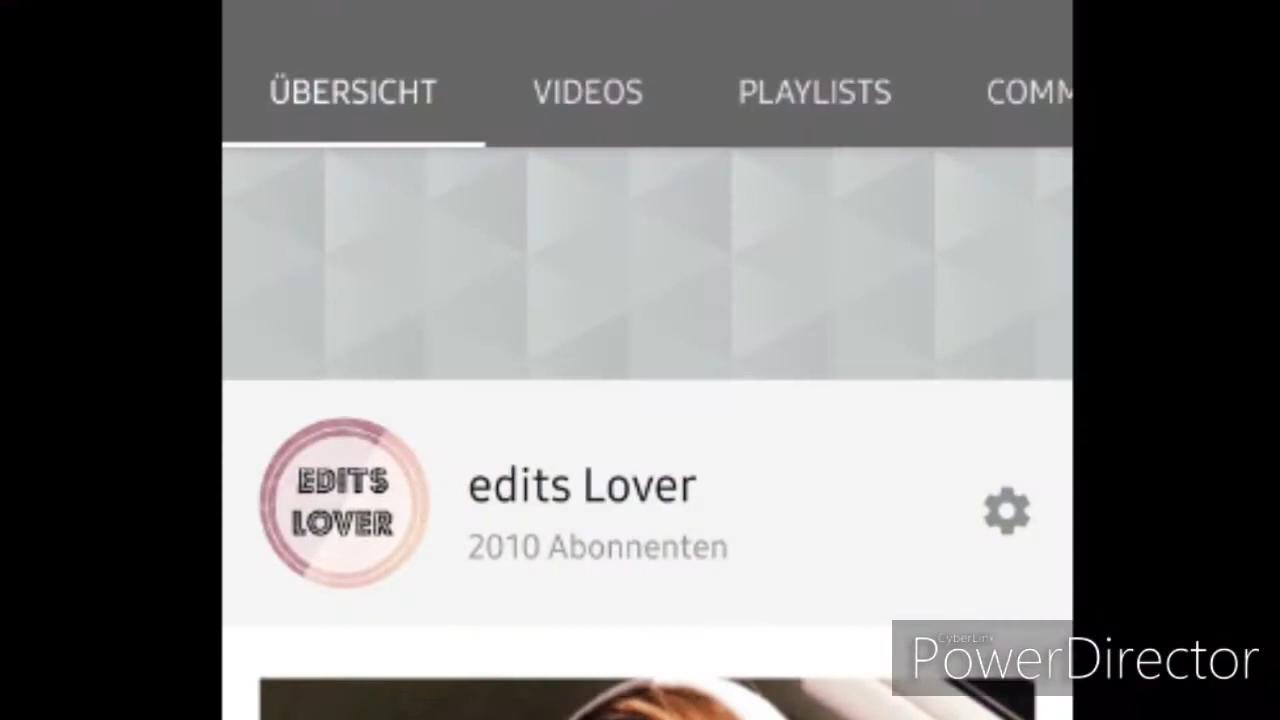 ÜBERSICHT VIDEOS PLAYLISTS COMM
EDITS
LOVER
edits Lover
2010 Abonnenten
CyberLink
PowerDirector